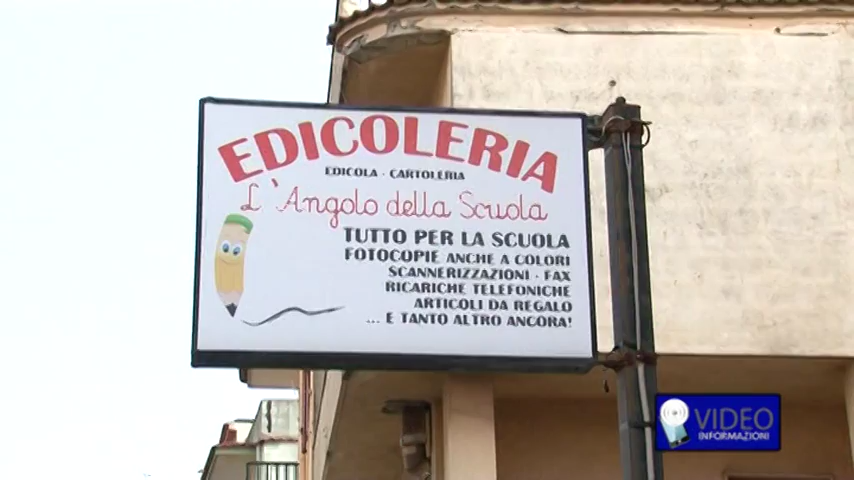 EDICOLERIA
EDICOLA - CARTOLERIA
L'Angolo della Scuola
TUTTO PER LA SCUOLA
FOTOCOPIE ANCHE A COLORI
SCANNERIZZAZIONI - FAX
RICARICHE TELEFONICHE
ARTICOLI DA REGALO
... E TANTO ALTRO ANCORA!
VIDEO
INFORMAZIONI